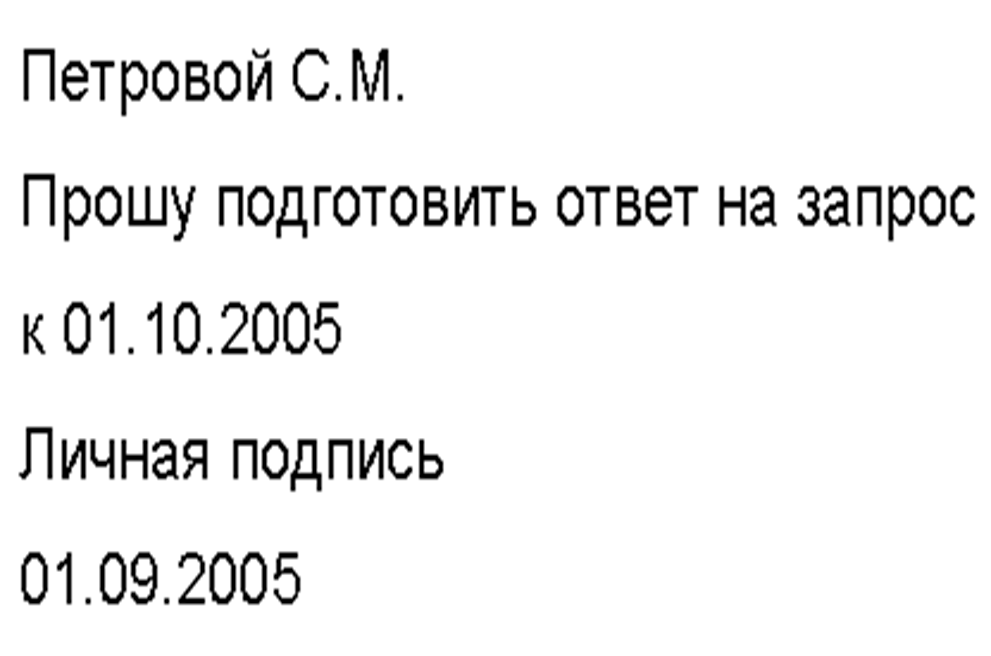 Петровой С.М.
Прошу подготовить ответ на запрос
к 01.10.2005
Личная подпись
01.09.2005